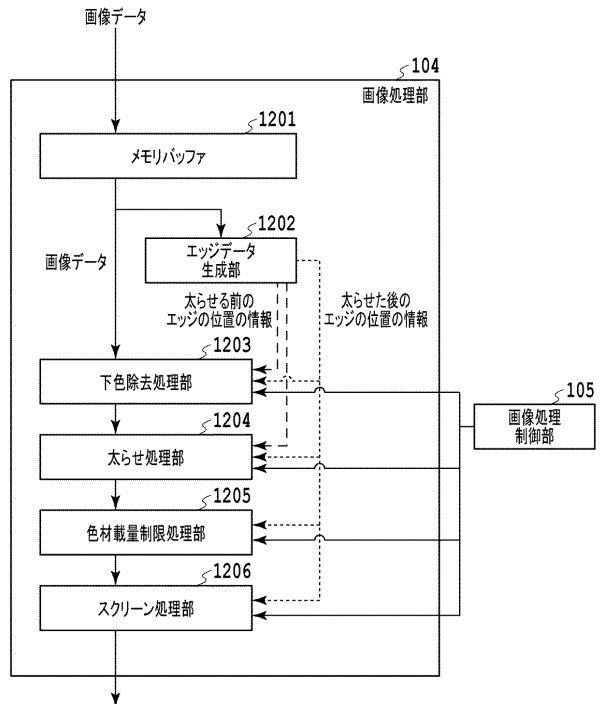 画像データ
104
画像処理部
1201
メモリバッファ
1202
エッジデータ
生成部
画像データ
太らせる前の
エッジの位置の情報
太らせた後の
エッジの位置の情報
1203
下色除去処理部
105
画像処理
制御部
1204
太らせ処理部
1205
色材載量制限処理部
1206
スクリーン処理部